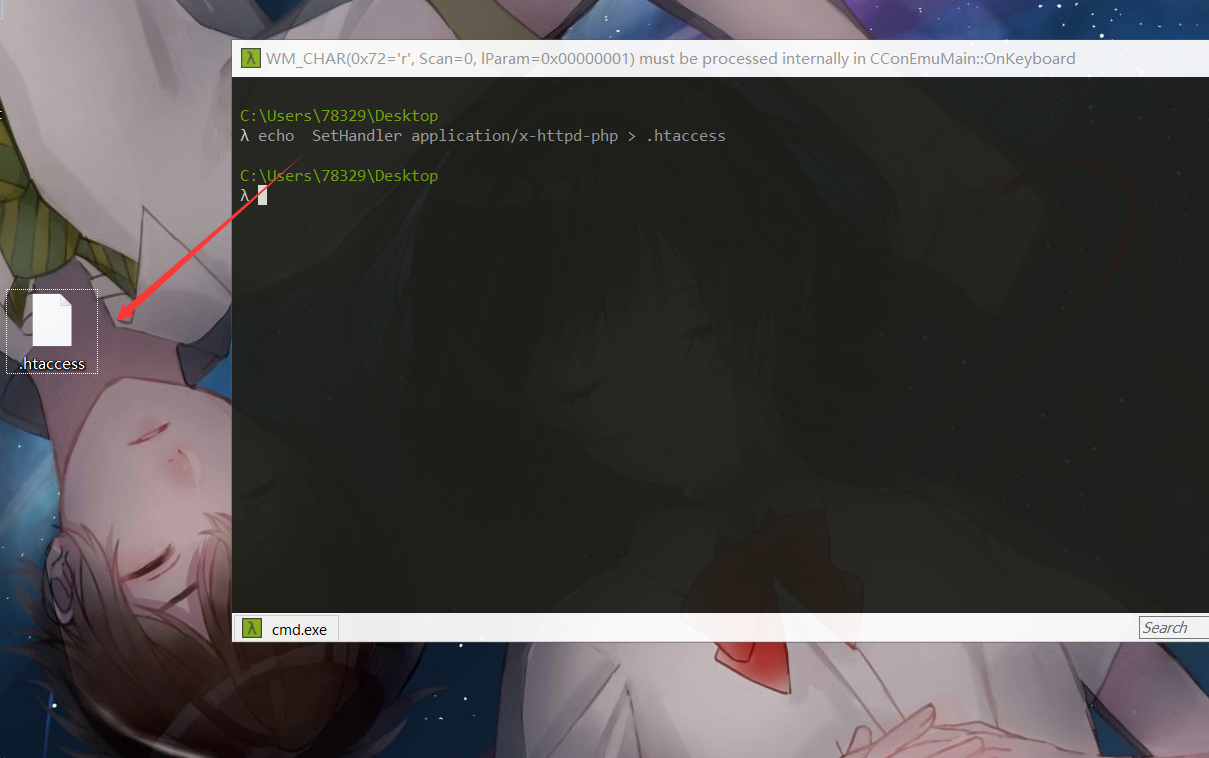 WM_CHAR(0x72='r', Scan=0, lParam=0x00000001) must be processed internally in CConEmuMain::OnKeyboard
C:\Users\78329\Desktop
λ echo  SetHandler application/x-httpd-php > .htaccess
C:\Users\78329\Desktop
λ
.htaccess
λ cmd.exe
Search